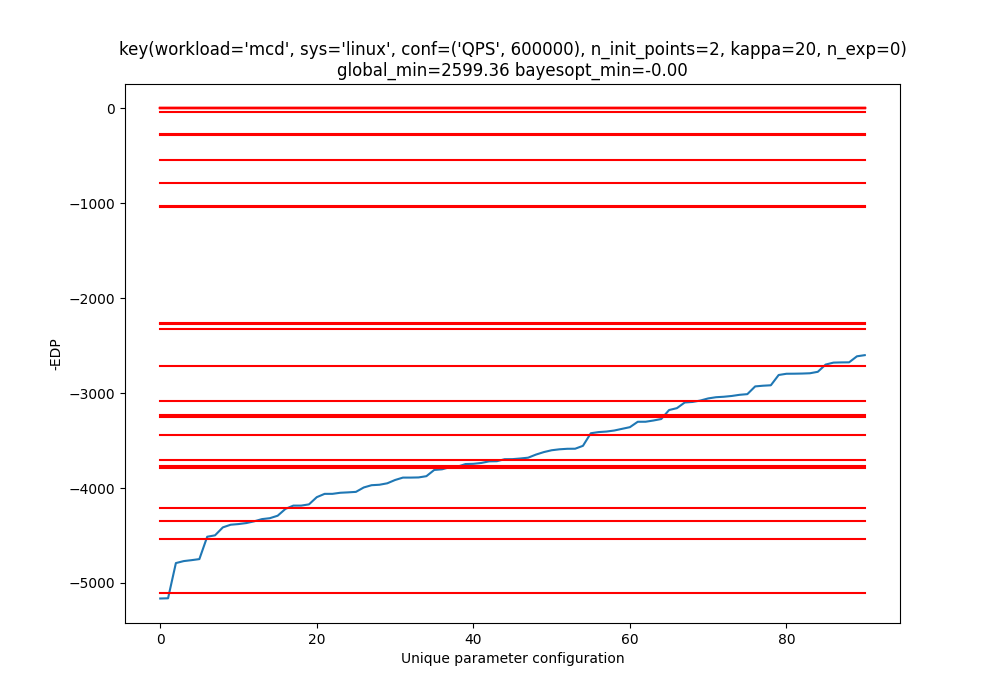 key(workload='mcd', sys='linux', conf=('QPS', 600000), n_init_points=2, kappa=20, n_exp=0)
global_min=2599.36 bayesopt_min=-0.00
0
−1000
−2000
−3000
−4000
−5000
-EDP
0 20 40 60 80
Unique parameter configuration